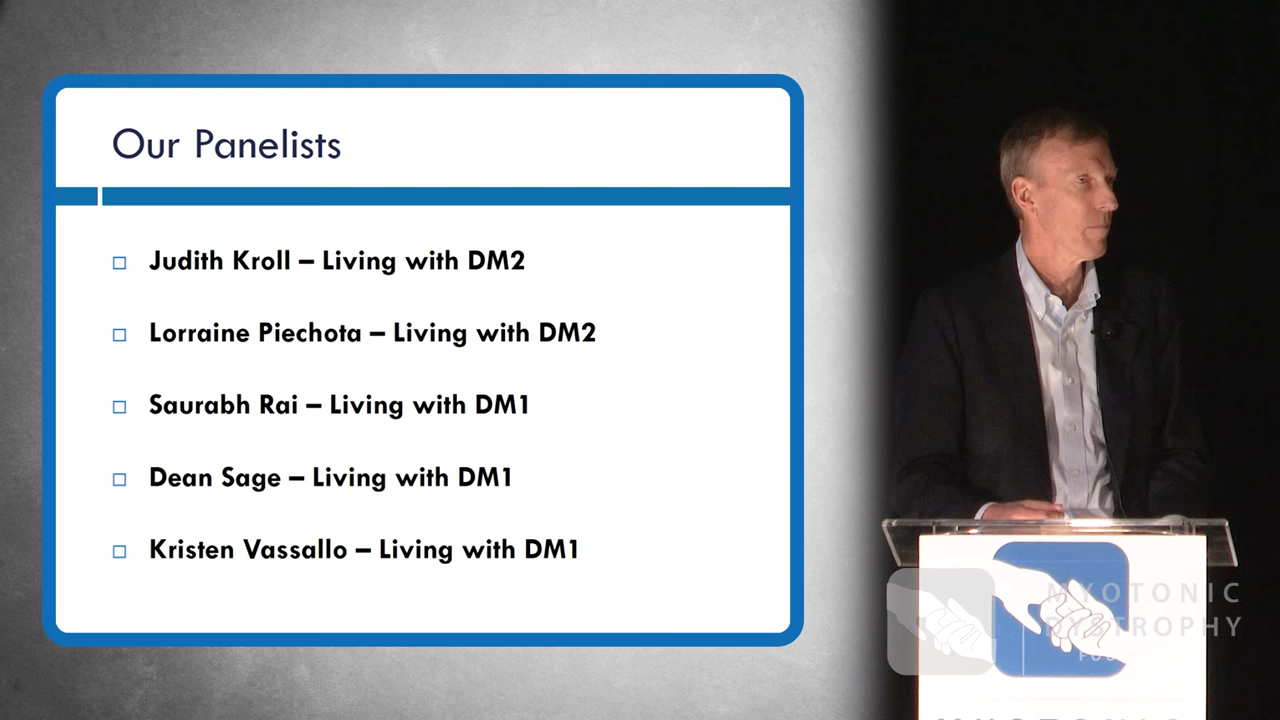 Our Panelists
Judith Kroll – Living with DM2
Lorraine Piechota – Living with DM2
Saurabh Rai – Living with DM1
Dean Sage – Living with DM1
Kristen Vassallo – Living with DM1
MYOTONIC
DYSTROPHY